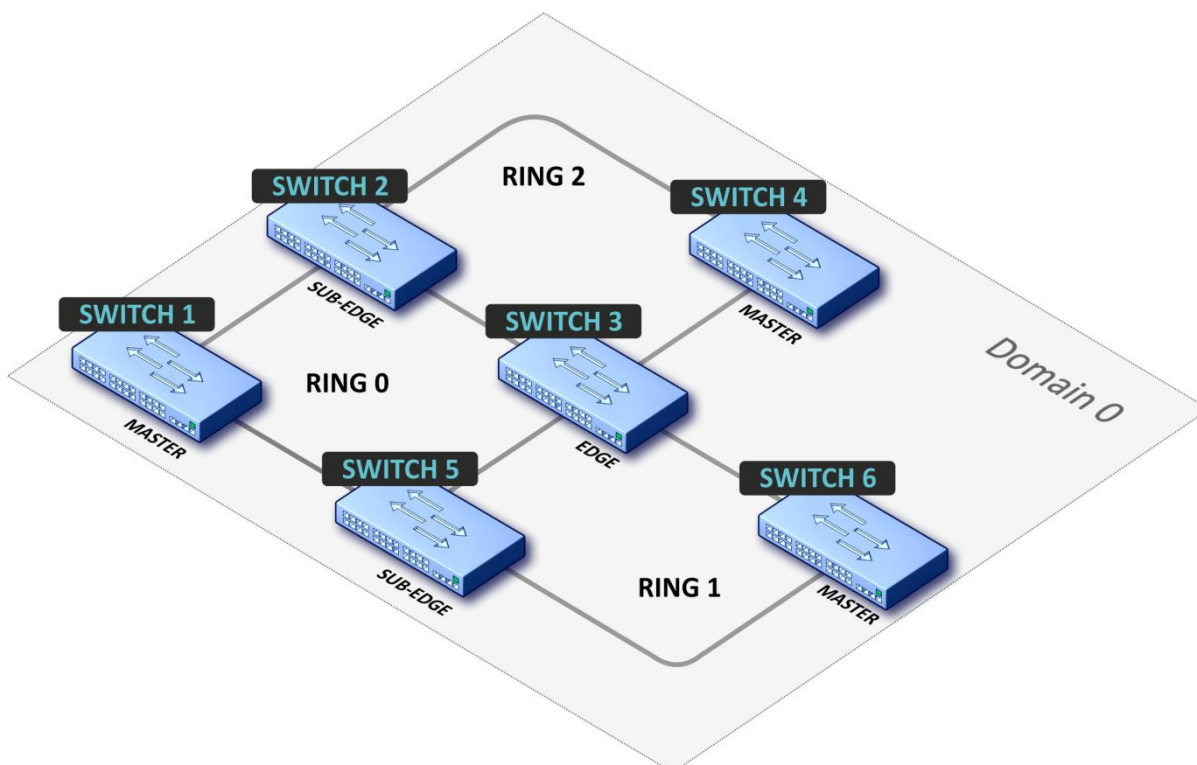 RING 2
SWITCH 2
SWITCH 4
SUB-EDGE
SWITCH 1
SWITCH 3
MASTER
Domain 0
RING 0
MASTER
EDGE
SWITCH 5
SWITCH 6
SUB-EDGE
RING 1
MASTER